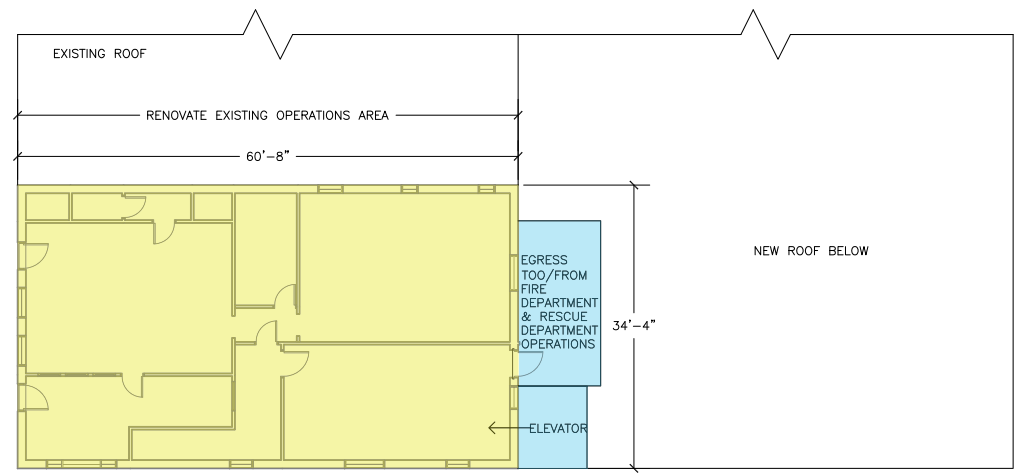 EXISTING ROOF
RENOVATE EXISTING OPERATIONS AREA
60'-8"
EGRESS
TOO/FROM
FIRE
DEPARTMENT
& RESCUE
DEPARTMENT
OPERATIONS
34'-4"
NEW ROOF BELOW
ELEVATOR